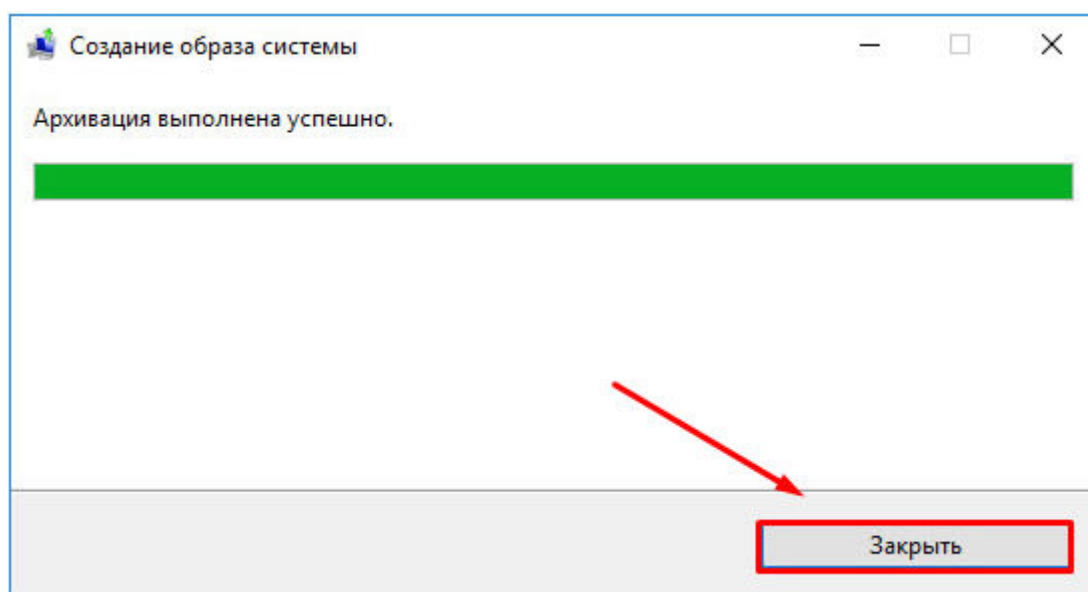 Создание образа системы
Архивация выполнена успешно.
Закрыть